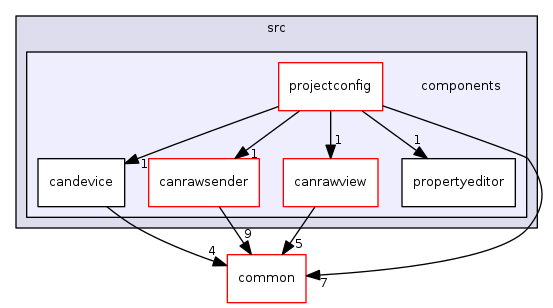 src
projectconfig
components
1
1
1
1
candevice
canrawsender
canrawview
propertyeditor
4
9
5
7
common